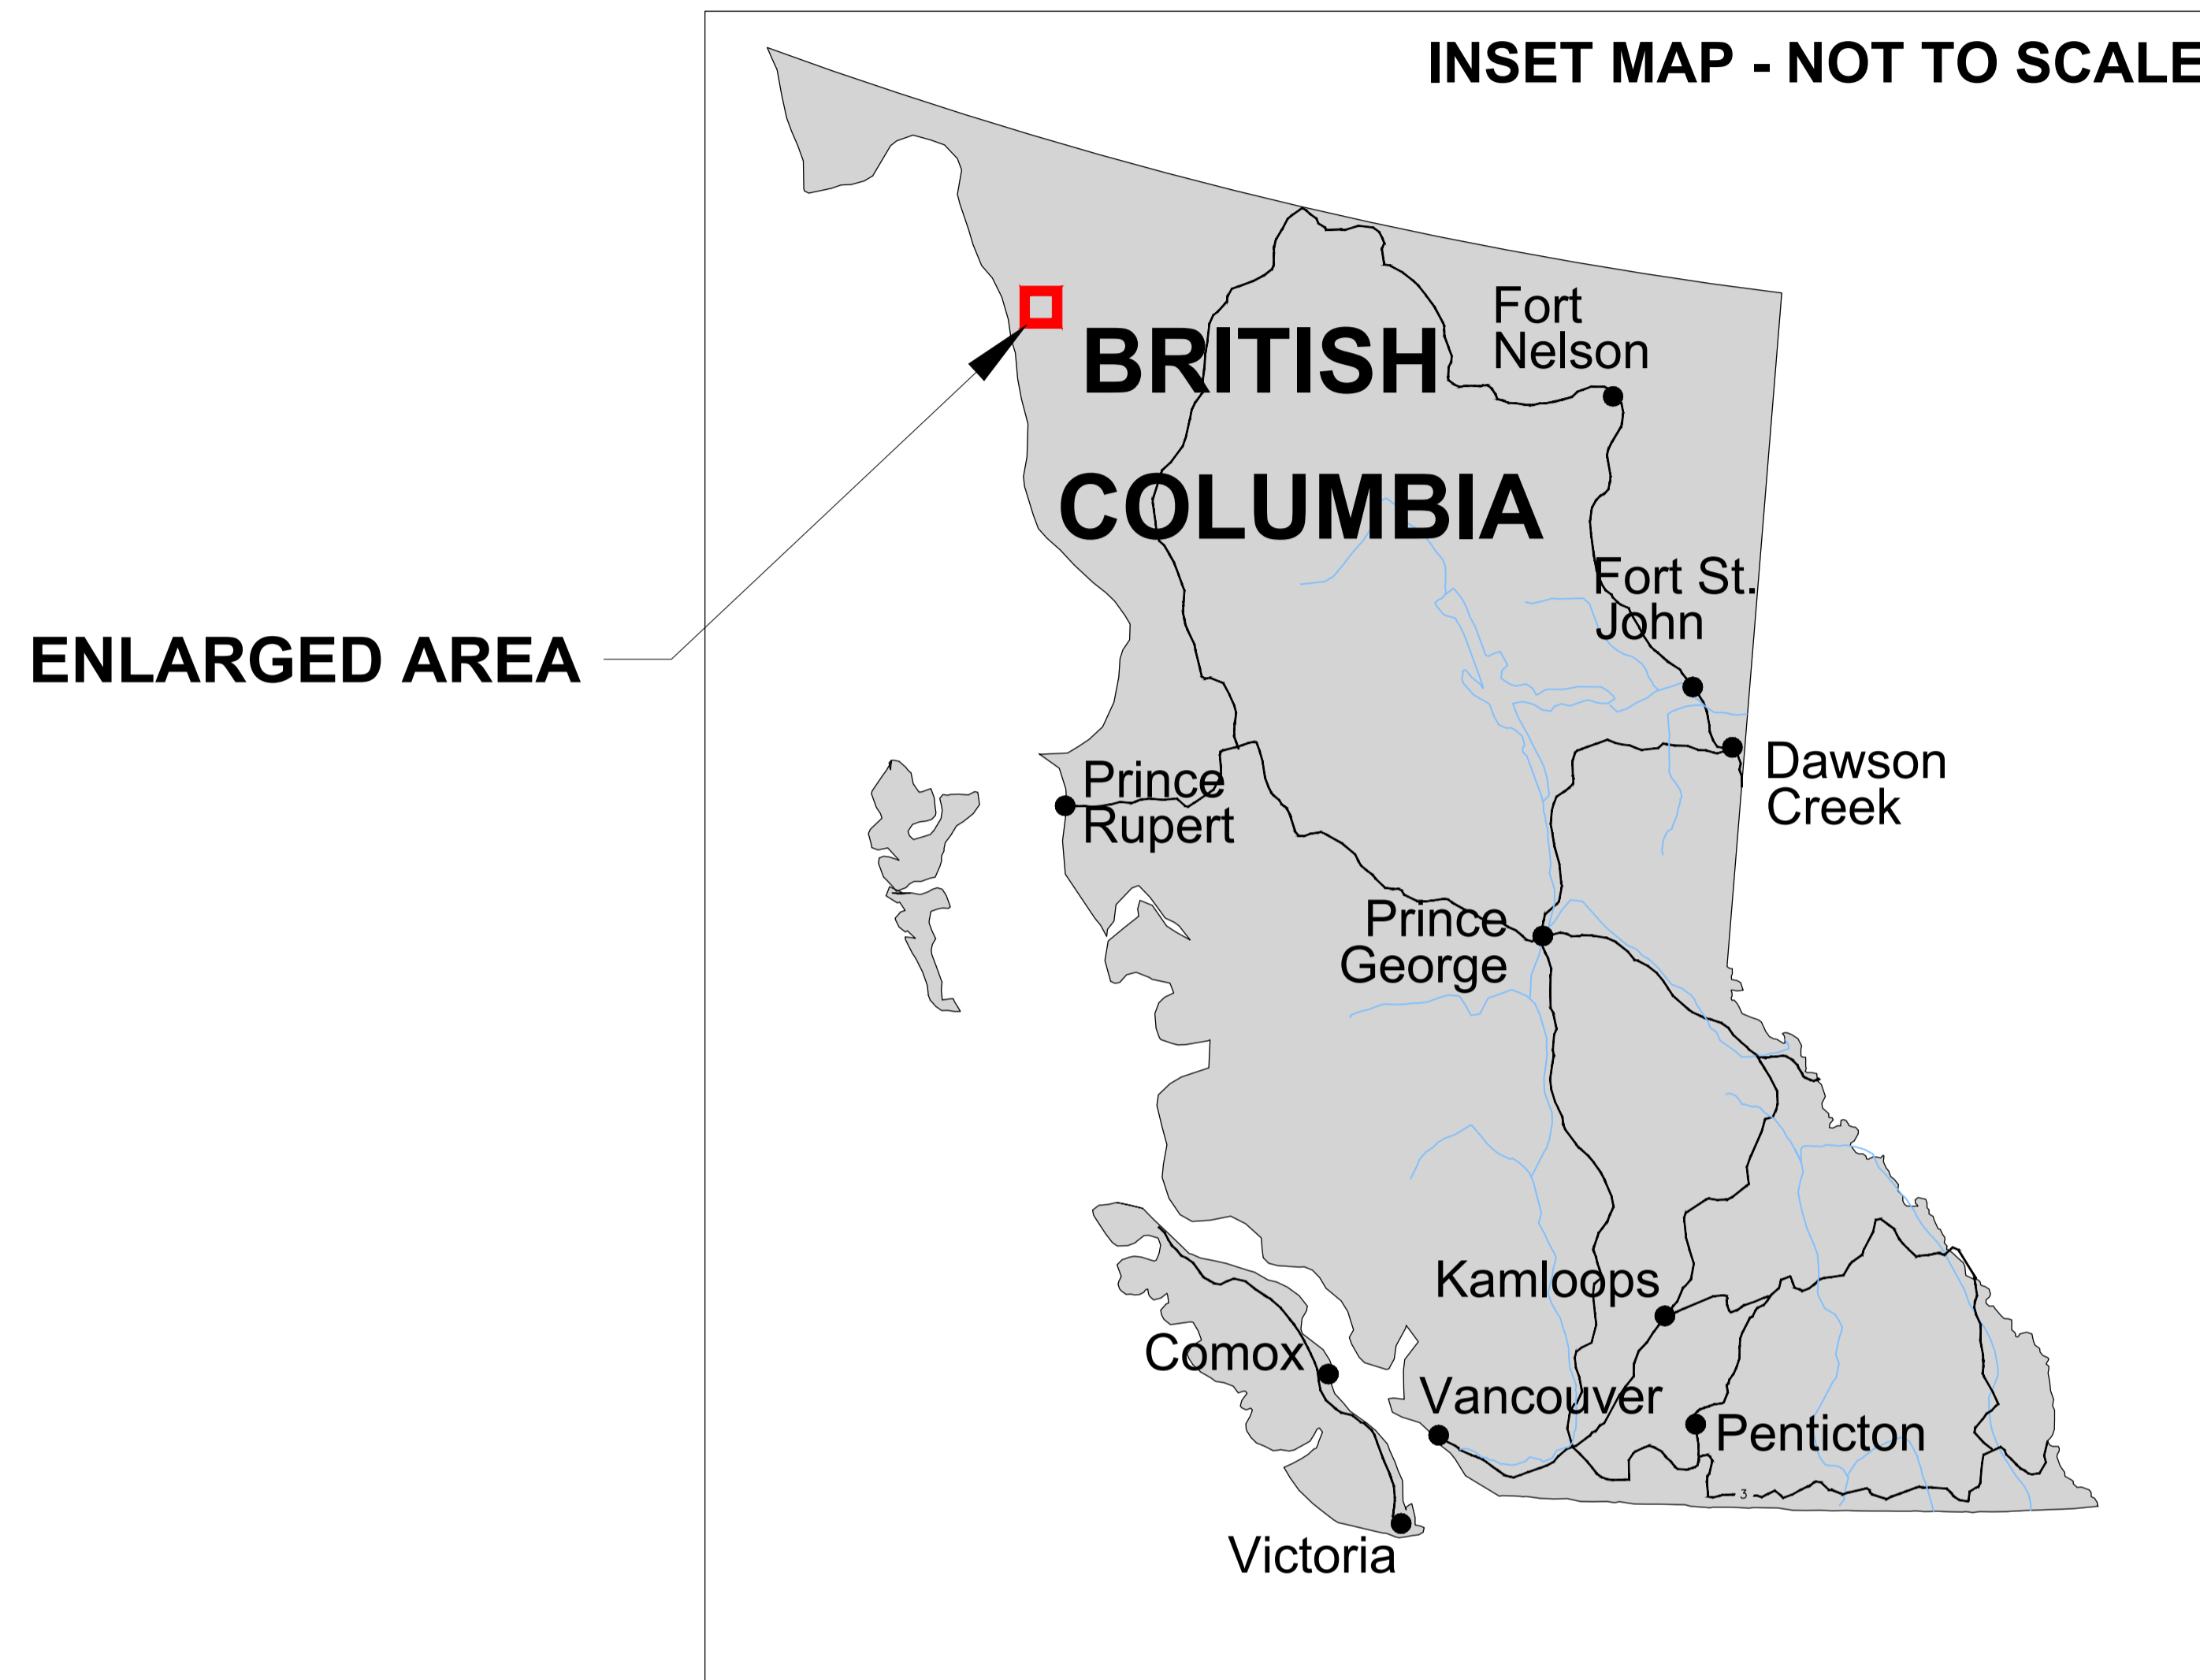 INSET MAP - NOT TO SCALE
Fort
Nelson
BRITISH
COLUMBIA
Fort St.
John
ENLARGED AREA
Dawson
Creek
Prince
Rupert
Prince
George
Kamloops
Comox
Vancouver
Penticton
3
Victoria